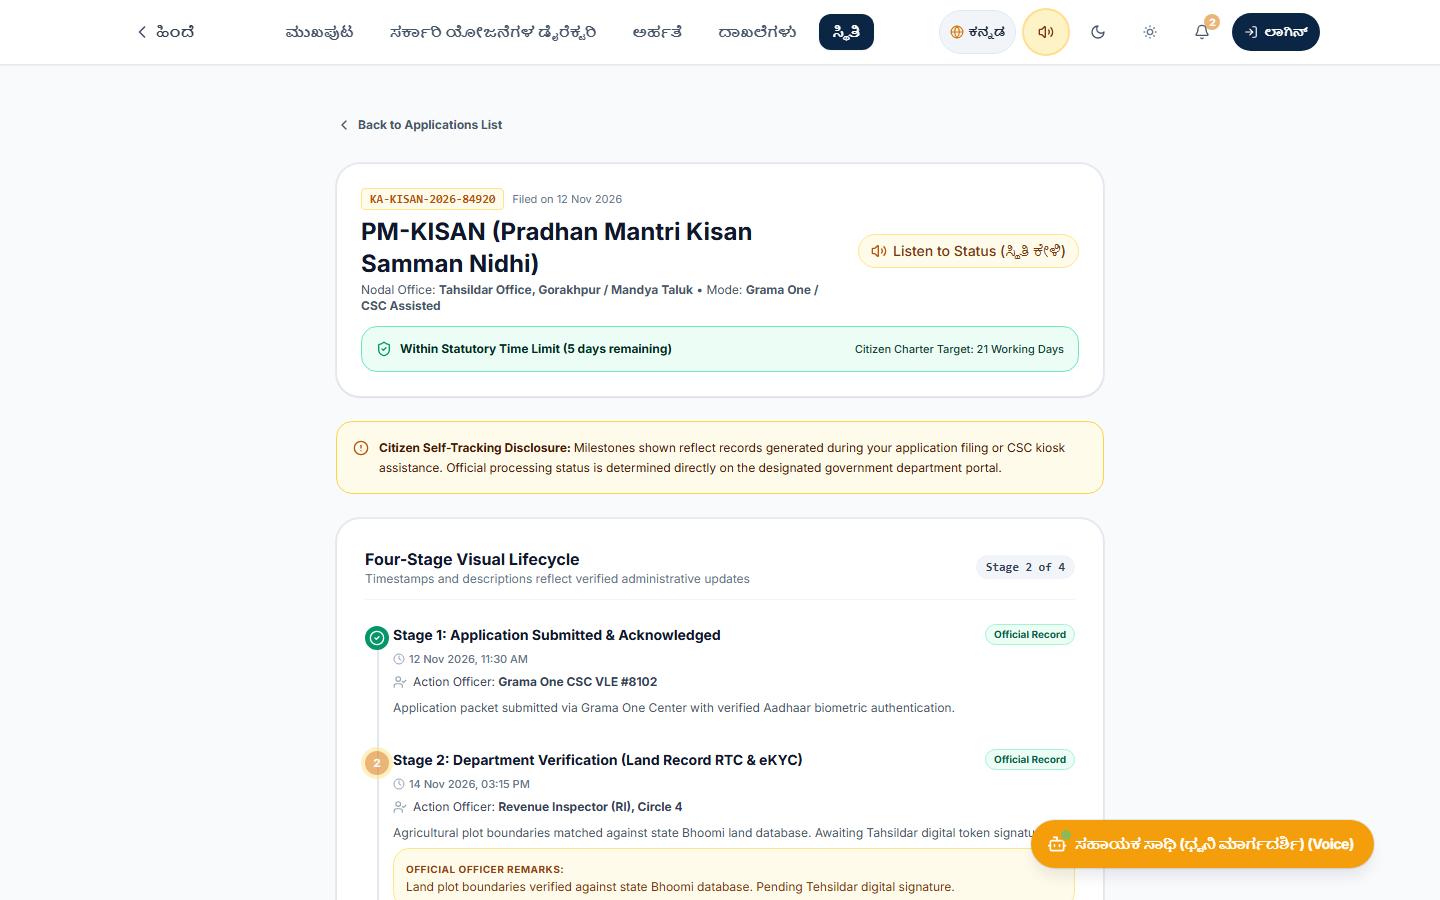 ಹಿಂದೆ
ಮುಖಪುಟ
ಸರ್ಕಾರಿ ಯೋಜನೆಗಳ ಡೈರೆಕ್ಟರಿ
ಅರ್ಹತೆ
ದಾಖಲೆಗಳು
ಸ್ಥಿತಿ
ಕನ್ನಡ
2
ಲಾಗಿನ್
Back to Applications List
KA-KISAN-2026-84920 Filed on 12 Nov 2026
PM-KISAN (Pradhan Mantri Kisan
Samman Nidhi)
Listen to Status (ಸ್ಥಿತಿ ಕೇಳಿ)
Nodal Office: Tahsildar Office, Gorakhpur / Mandya Taluk • Mode: Grama One /
CSC Assisted
Within Statutory Time Limit (5 days remaining)
Citizen Charter Target: 21 Working Days
Citizen Self-Tracking Disclosure: Milestones shown reflect records generated during your application filing or CSC kiosk
assistance. Official processing status is determined directly on the designated government department portal.
Four-Stage Visual Lifecycle
Timestamps and descriptions reflect verified administrative updates
Stage 2 of 4
Stage 1: Application Submitted & Acknowledged
Official Record
12 Nov 2026, 11:30 AM
Action Officer: Grama One CSC VLE #8102
Application packet submitted via Grama One Center with verified Aadhaar biometric authentication.
2
Stage 2: Department Verification (Land Record RTC & eKYC)
Official Record
14 Nov 2026, 03:15 PM
Action Officer: Revenue Inspector (RI), Circle 4
Agricultural plot boundaries matched against state Bhoomi land database. Awaiting Tahsildar digital token
OFFICIAL OFFICER REMARKS:
Land plot boundaries verified against state Bhoomi database. Pending Tehsildar digital signature.
ಸಹಾಯಕ ಸಾಥಿ (ಧ್ವನಿ ಮಾರ್ಗದರ್ಶಿ) (Voice)